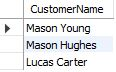 CustomerName
Mason Young
Mason Hughes
Lucas Carter